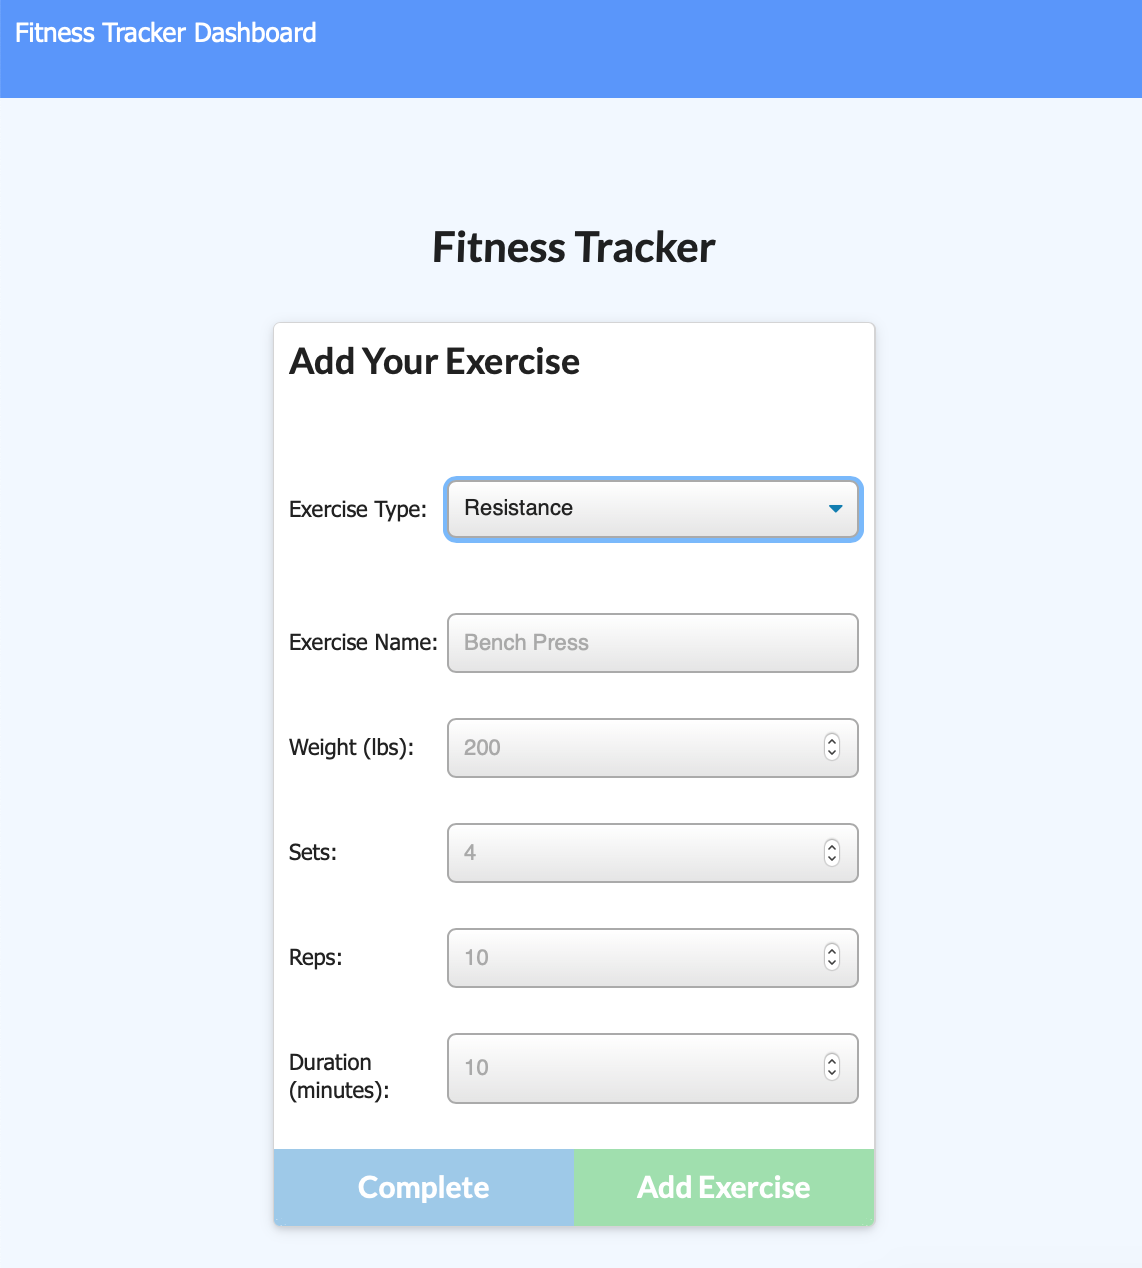 Fitness Tracker Dashboard
Fitness Tracker
Add Your Exercise
Exercise Type: Resistance
Exercise Name: Bench Press
Weight (lbs): 200
Sets: 4
Reps: 10
Duration (minutes): 10
Complete Add Exercise